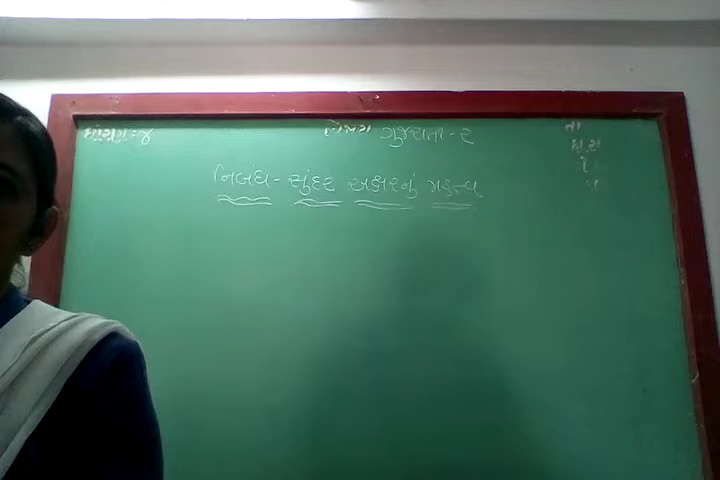 ધોરણ : ૪
વિષય ગુજરાતી - ૨
નિબંધ - સુંદર અક્ષરનું મહત્વ
તા